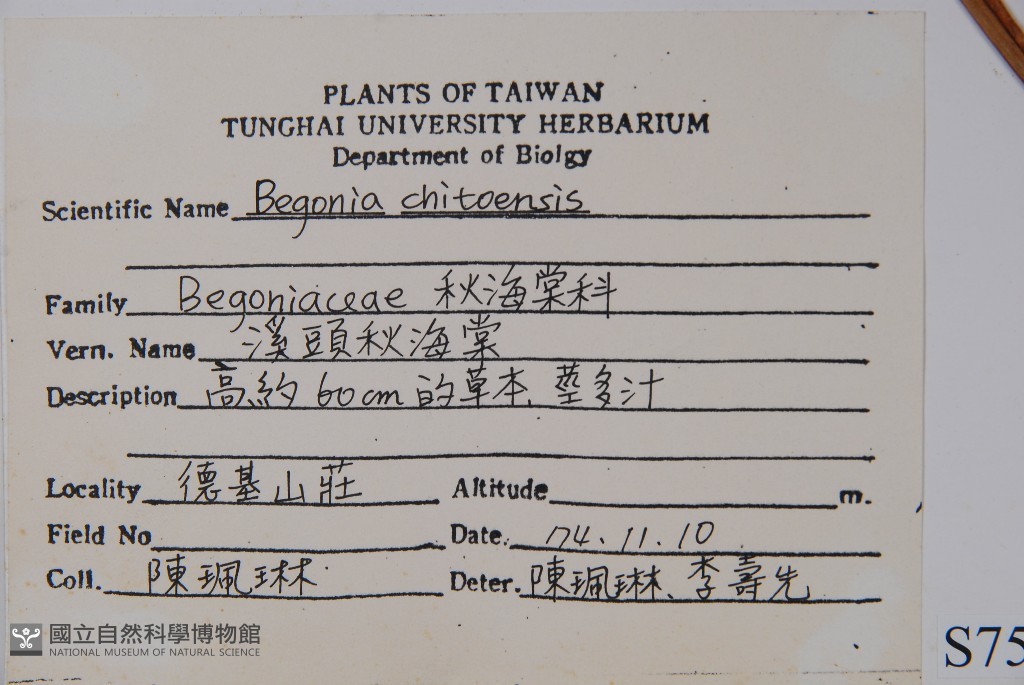 PLANTS OF TAIWAN
TUNGHAI UNIVERSITY HERBARIUM
Department of Biolgy
Scientific Name Begonia chitoensis
Family Begoniaceae 秋海棠科
Vern. Name 溪頭秋海棠
Description 高約 60cm 的草本、莖多汁
Locality 德基山莊 Altitude m.
Field No Date. 74.11.10
Coll. 陳珮琳 Deter. 陳珮琳、李壽先
國立自然科學博物館
NATIONAL MUSEUM OF NATURAL SCIENCE
S75